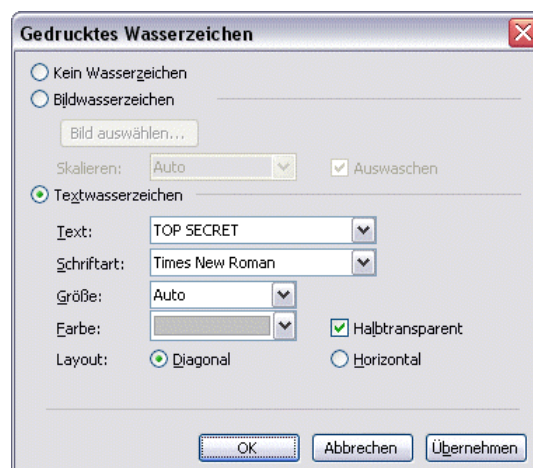 Gedrucktes Wasserzeichen
Kein Wasserzeichen
Bildwasserzeichen
Bild auswählen...
Skalieren: Auto Auswaschen
Textwasserzeichen
Text: TOP SECRET
Schriftart: Times New Roman
Größe: Auto
Farbe: Halbtransparent
Layout: Diagonal Horizontal
OK Abbrechen Übernehmen